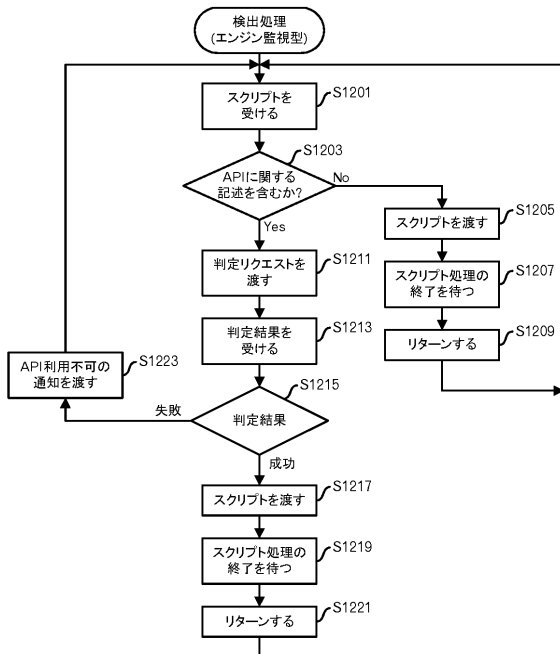 検出処理
(エンジン監視型)
スクリプトを
受ける
S1201
S1203
APIに関する
記述を含むか?
No
Yes
スクリプトを渡す
S1205
判定リクエストを
渡す
S1211
スクリプト処理の
終了を待つ
S1207
判定結果を
受ける
S1213
リターンする
S1209
API利用不可の
通知を渡す
S1223
S1215
判定結果
失敗
成功
スクリプトを渡す
S1217
スクリプト処理の
終了を待つ
S1219
リターンする
S1221